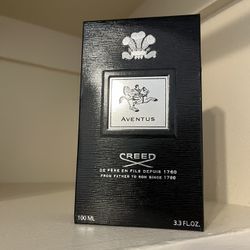 AVENTUS
CREED
DE PÈRE EN FILS DEPUIS 1760
FROM FATHER TO SON SINCE 1760
100 ML
3.3 FL.OZ.